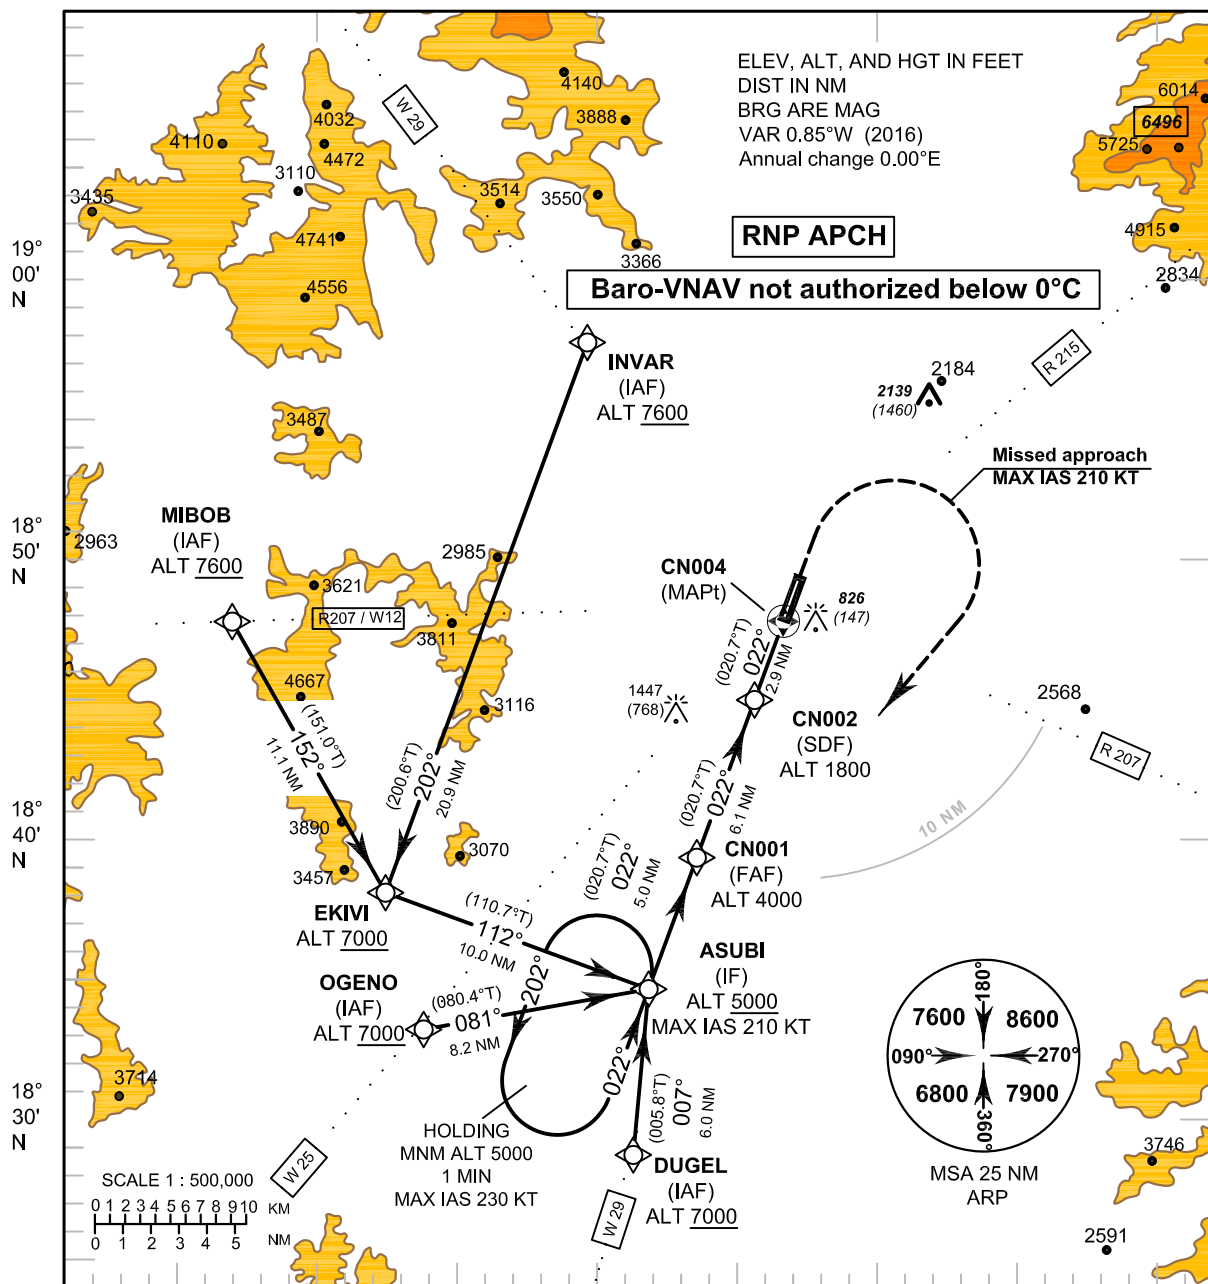 ELEV, ALT, AND HGT IN FEET
DIST IN NM
BRG ARE MAG
VAR 0.85°W (2016)
Annual change 0.00°E
RNP APCH
Baro-VNAV not authorized below 0°C
W 29
4140
4032
3888
4110
4472
3110
3435
3514
3550
4741
3366
4556
6014
6496
5725
4915
2834
19°
00'
N
INVAR
(IAF)
ALT 7600
R 215
2184
2139
(1460)
3487
Missed approach
MAX IAS 210 KT
18°
50'
N
2963
MIBOB
(IAF)
ALT 7600
2985
3621
R207 / W12
3811
CN004
(MAPt)
826
(147)
4667
3116
1447
(768)
(020.7°T)
022°
2.9 NM
CN002
(SDF)
ALT 1800
2568
R 207
(151.0°T)
152°
11.1 NM
(200.6°T)
202°
20.9 NM
(020.7°T)
022°
6.1 NM
10 NM
18°
40'
N
3890
3457
3070
CN001
(FAF)
ALT 4000
(020.7°T)
022°
5.0 NM
EKIVI
ALT 7000
(110.7°T)
112°
10.0 NM
ASUBI
(IF)
ALT 5000
MAX IAS 210 KT
OGENO
(IAF)
ALT 7000
(080.4°T)
081°
8.2 NM
202°
022°
(005.8°T)
007°
6.0 NM
HOLDING
MNM ALT 5000
1 MIN
MAX IAS 230 KT
DUGEL
(IAF)
ALT 7000
W 25
W 29
18°
30'
N
3714
180°
7600
8600
090°
270°
6800
7900
360°
MSA 25 NM
ARP
3746
2591
SCALE 1 : 500,000
0 1 2 3 4 5 6 7 8 9 10 KM
0 1 2 3 4 5 NM